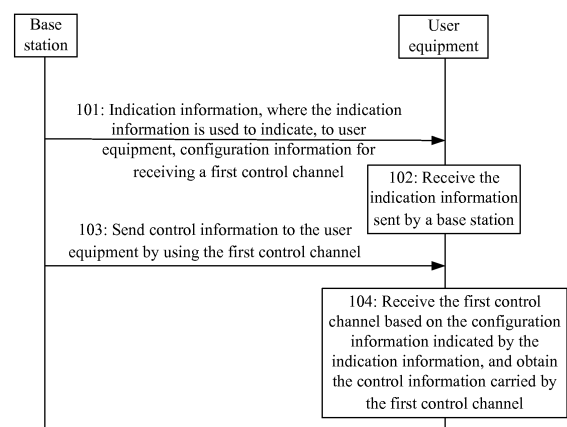 Base
station
User
equipment
101: Indication information, where the indication
information is used to indicate, to user
equipment, configuration information for
receiving a first control channel
102: Receive the
indication information
sent by a base station
103: Send control information to the user
equipment by using the first control channel
104: Receive the first control
channel based on the configuration
information indicated by the
indication information, and obtain
the control information carried by
the first control channel